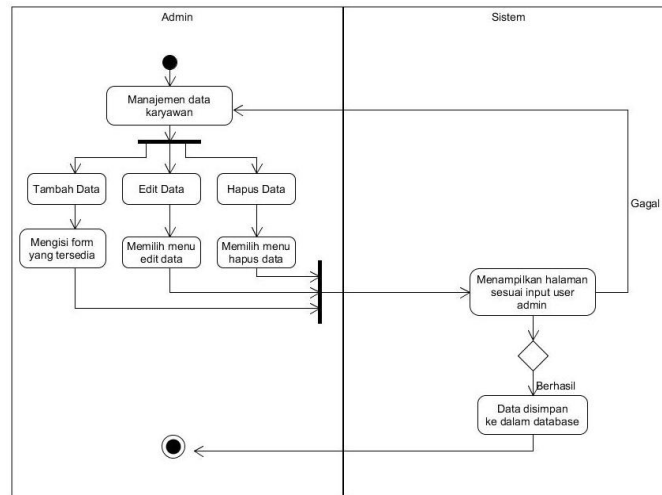 Admin
Sistem
Manajemen data
karyawan
Tambah Data
Edit Data
Hapus Data
Gagal
Mengisi form
yang tersedia
Memilih menu
edit data
Memilih menu
hapus data
Menampilkan halaman
sesuai input user
admin
Berhasil
Data disimpan
ke dalam database